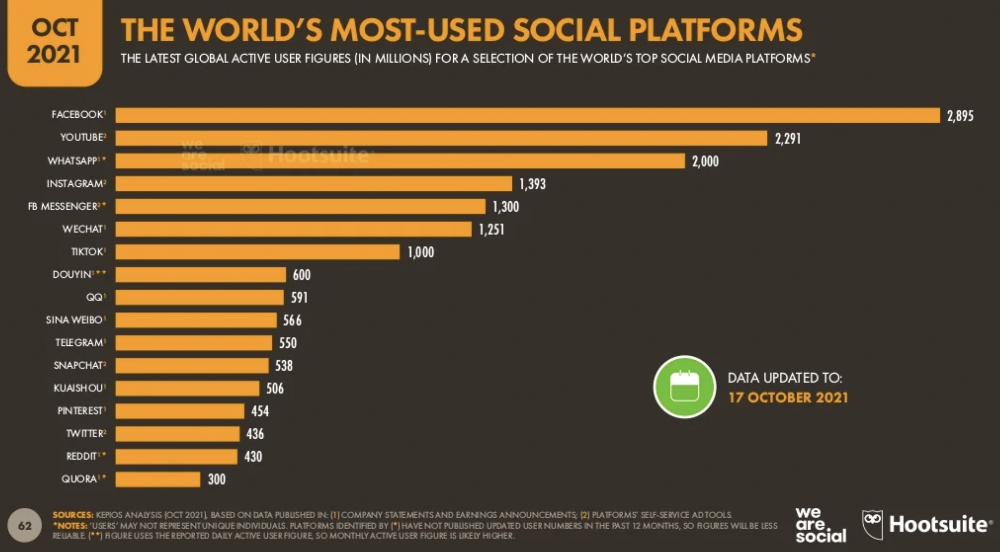 OCT
2021
THE WORLD'S MOST-USED SOCIAL PLATFORMS
THE LATEST GLOBAL ACTIVE USER FIGURES (IN MILLIONS) FOR A SELECTION OF THE WORLD'S TOP SOCIAL MEDIA PLATFORMS*
FACEBOOK¹ 2,895
YOUTUBE² 2,291
WHATSAPP¹* 2,000
INSTAGRAM² 1,393
FB MESSENGER²* 1,300
WECHAT¹ 1,251
TIKTOK¹ 1,000
DOUYIN¹** 600
QQ¹ 591
SINA WEIBO¹ 566
TELEGRAM¹ 550
SNAPCHAT² 538
KUAISHOU¹ 506
PINTEREST¹ 454
TWITTER² 436
REDDIT¹* 430
QUORA¹* 300
we
are
social
Hootsuite
DATA UPDATED TO:
17 OCTOBER 2021
62
SOURCES: KEPIOS ANALYSIS (OCT 2021), BASED ON DATA PUBLISHED IN: (1) COMPANY STATEMENTS AND EARNINGS ANNOUNCEMENTS; (2) PLATFORMS' SELF-SERVICE AD TOOLS.
*NOTES: 'USERS' MAY NOT REPRESENT UNIQUE INDIVIDUALS. PLATFORMS IDENTIFIED BY (*) HAVE NOT PUBLISHED UPDATED USER NUMBERS IN THE PAST 12 MONTHS, SO FIGURES WILL BE LESS
RELIABLE. (**) FIGURE USES THE REPORTED DAILY ACTIVE USER FIGURE, SO MONTHLY ACTIVE USER FIGURE IS LIKELY HIGHER.
we
are.
social
Hootsuite®